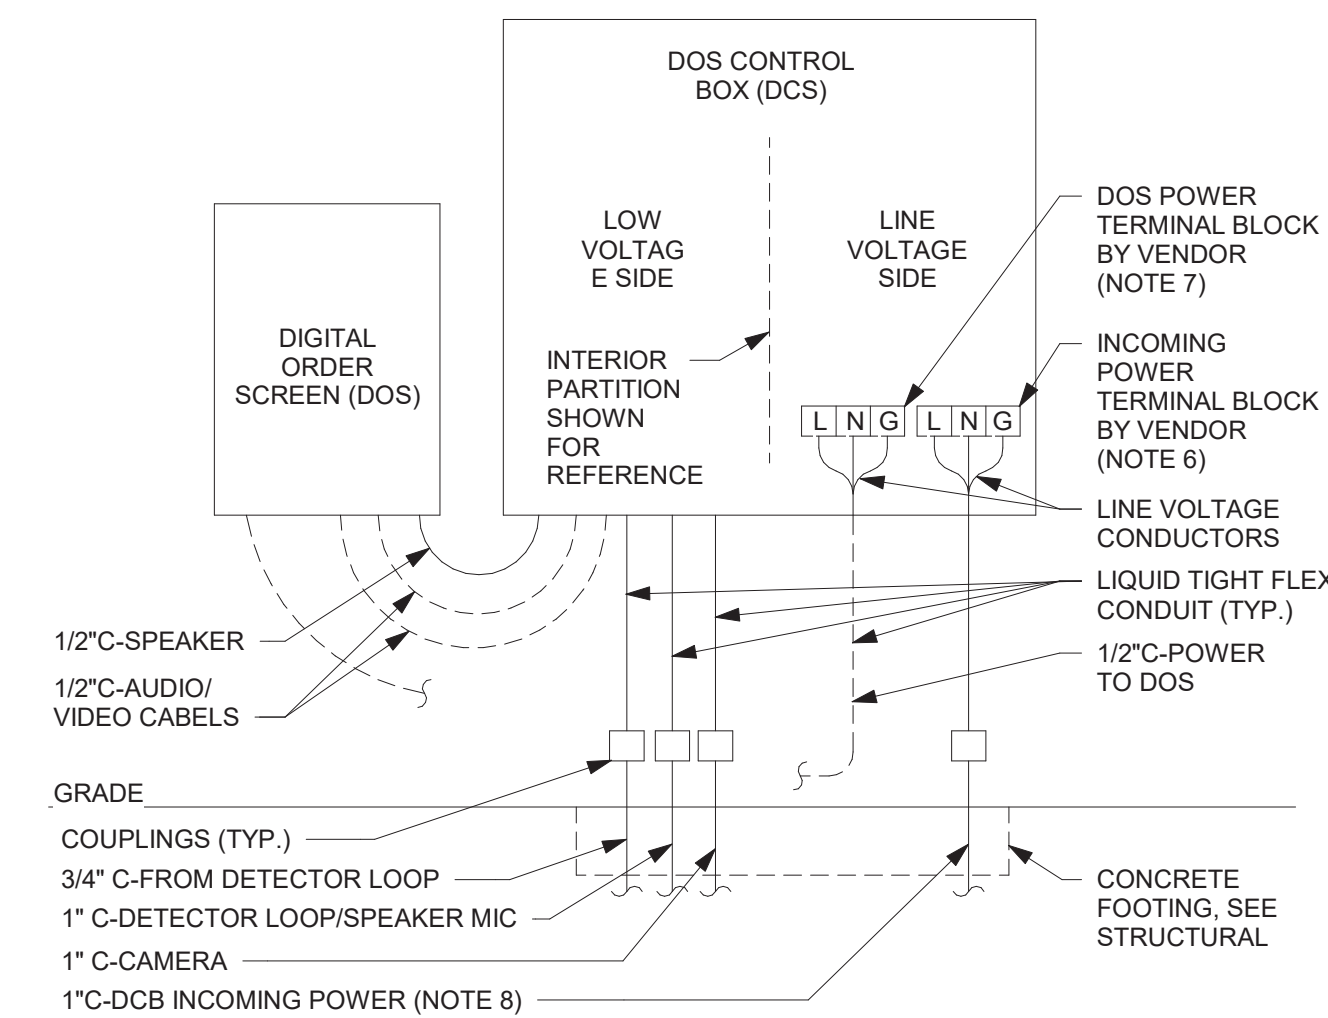 DOS CONTROL
BOX (DCS)
LOW
VOLTAG
E SIDE
LINE
VOLTAGE
SIDE
DIGITAL
ORDER
SCREEN (DOS)
INTERIOR
PARTITION
SHOWN
FOR
REFERENCE
L N G
L N G
DOS POWER
TERMINAL BLOCK
BY VENDOR
(NOTE 7)
INCOMING
POWER
TERMINAL BLOCK
BY VENDOR
(NOTE 6)
LINE VOLTAGE
CONDUCTORS
LIQUID TIGHT FLEX
CONDUIT (TYP.)
1/2"C-POWER
TO DOS
1/2"C-SPEAKER
1/2"C-AUDIO/
VIDEO CABELS
GRADE
COUPLINGS (TYP.)
3/4" C-FROM DETECTOR LOOP
1" C-DETECTOR LOOP/SPEAKER MIC
1" C-CAMERA
1"C-DCB INCOMING POWER (NOTE 8)
CONCRETE
FOOTING, SEE
STRUCTURAL